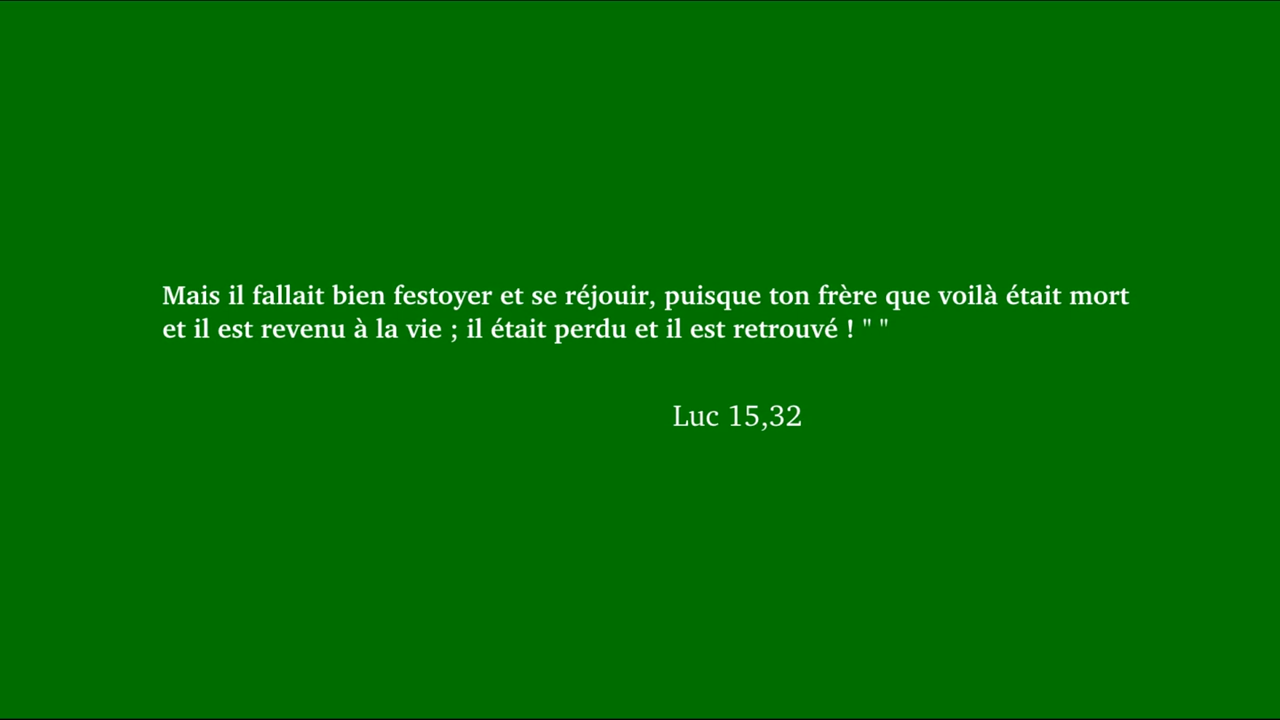 Mais il fallait bien festoyer et se réjouir, puisque ton frère que voilà était mort
et il est revenu à la vie ; il était perdu et il est retrouvé ! " "
Luc 15,32